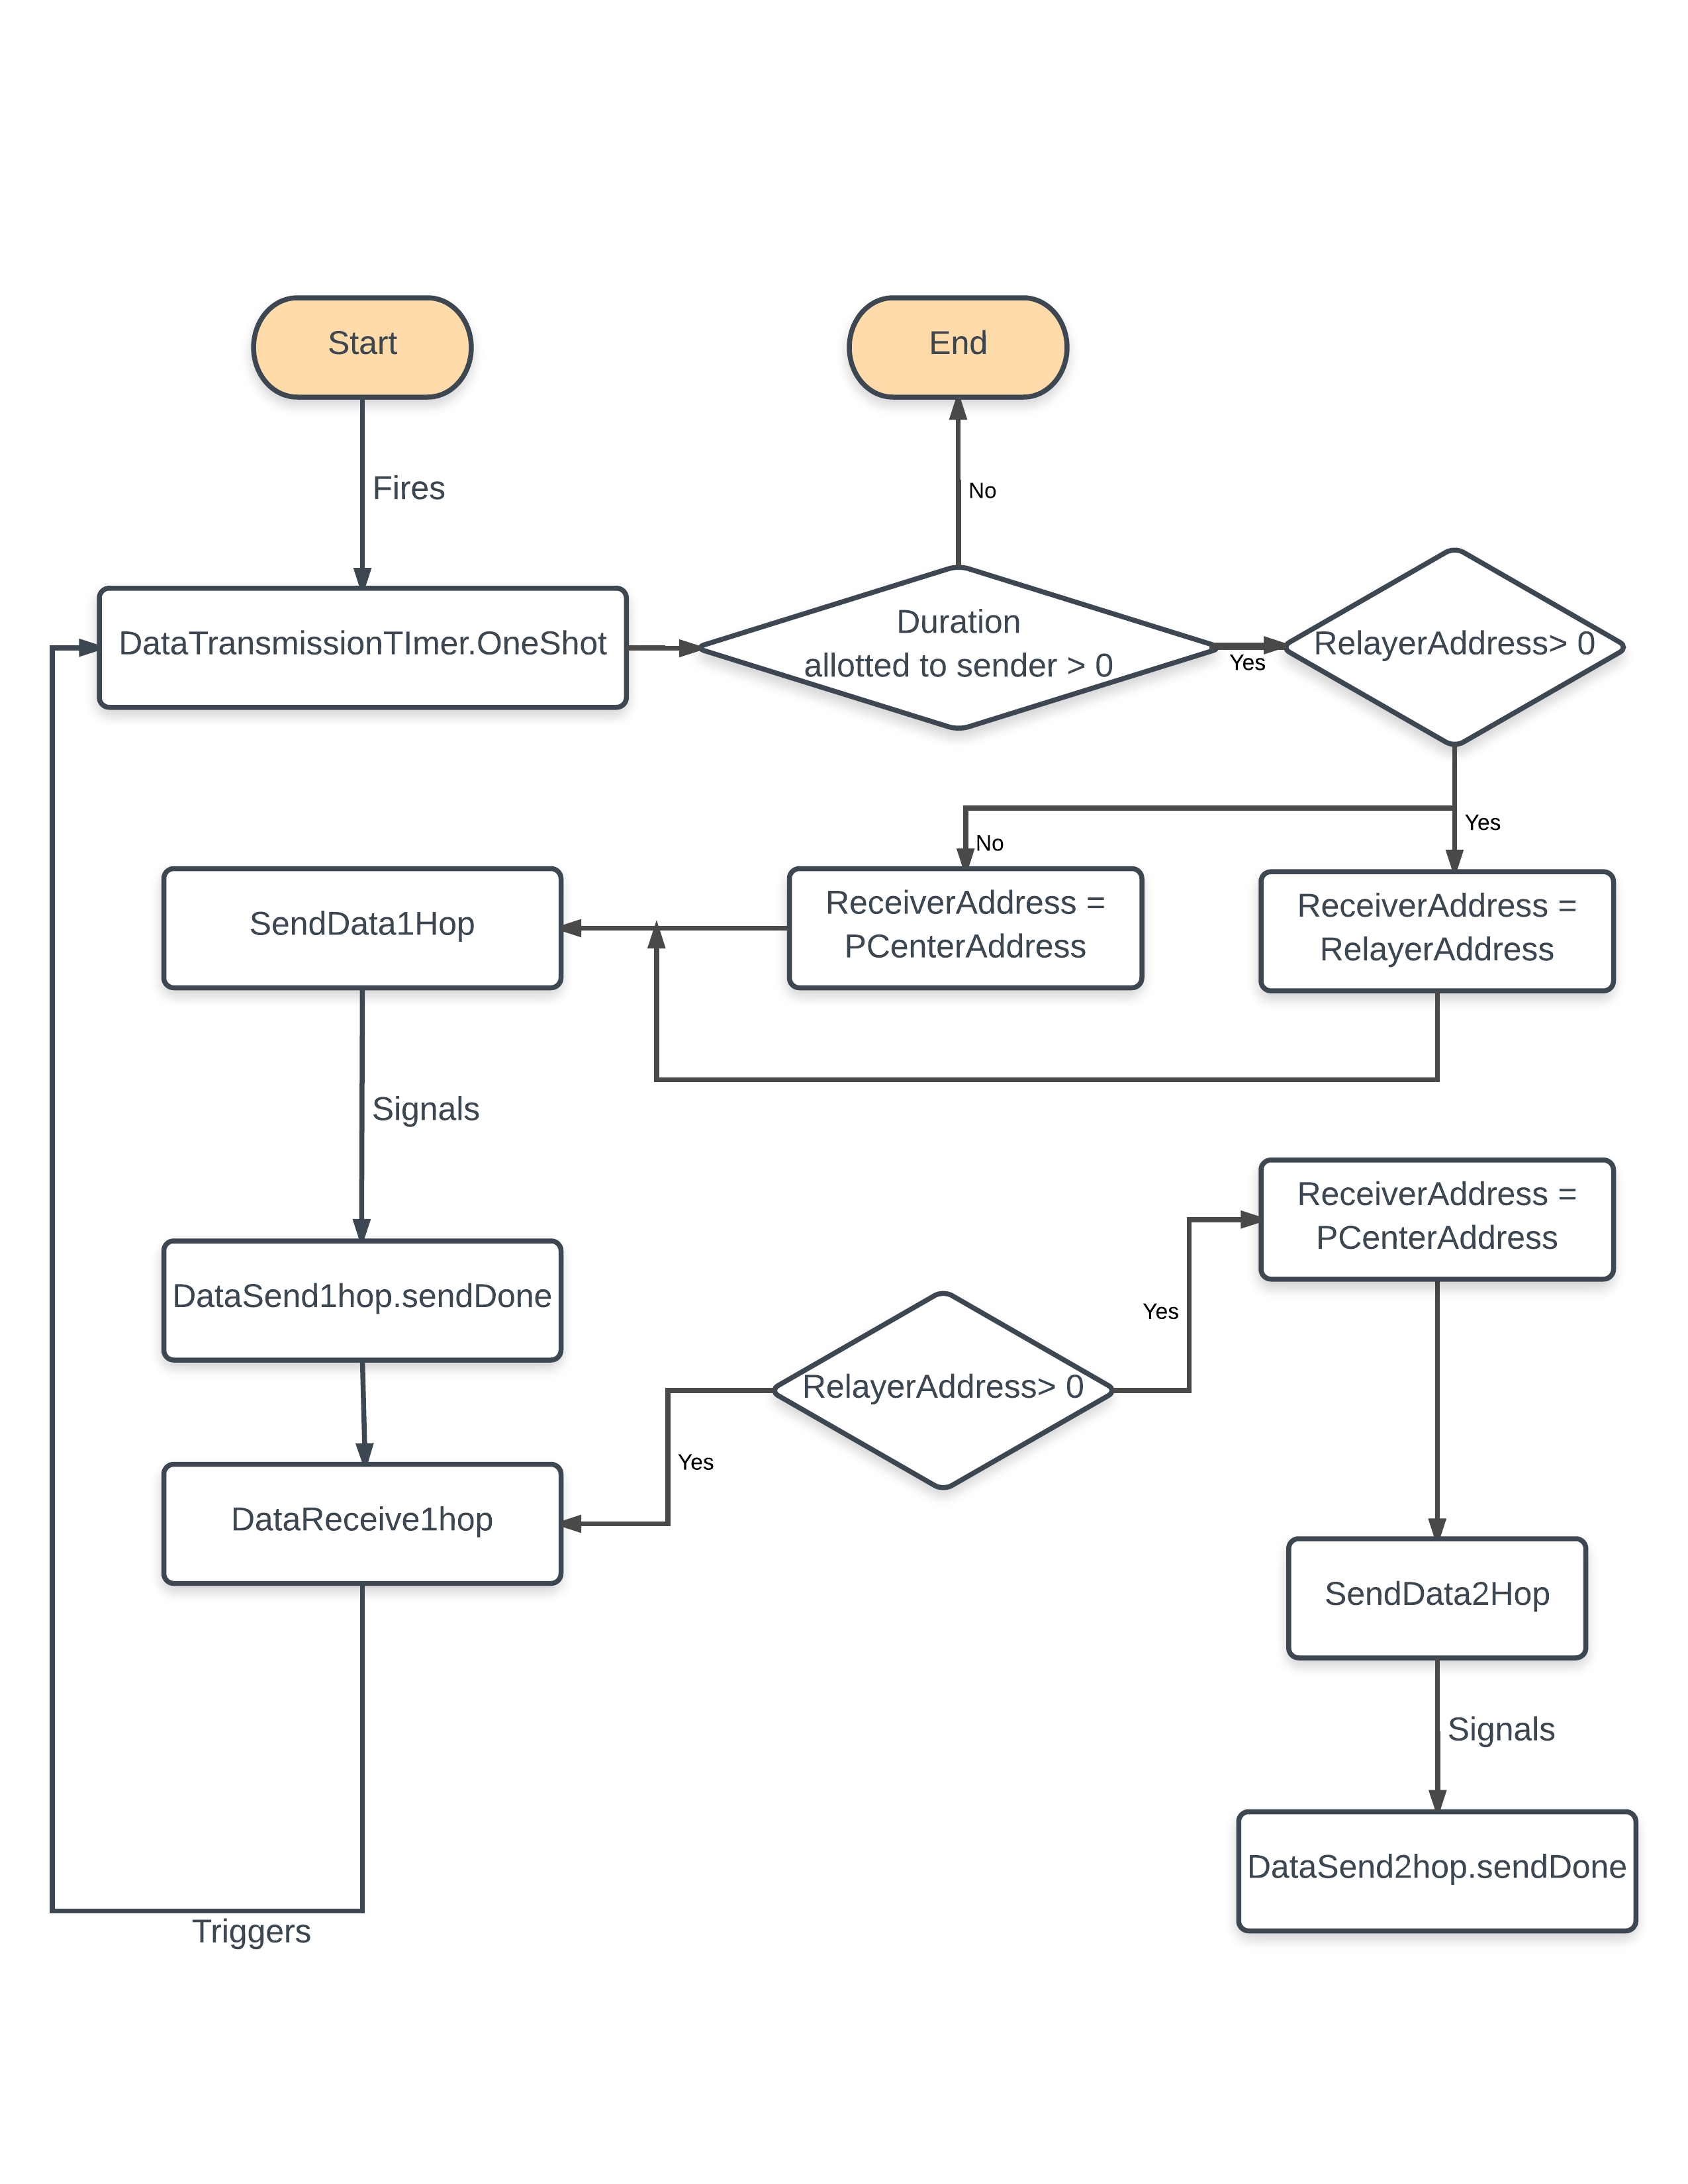 Start
End
Fires
No
DataTransmissionTImer.OneShot
Duration
allotted to sender > 0
Yes
RelayerAddress> 0
No
Yes
SendData1Hop
ReceiverAddress =
PCenterAddress
ReceiverAddress =
RelayerAddress
Signals
ReceiverAddress =
PCenterAddress
DataSend1hop.sendDone
Yes
RelayerAddress> 0
Yes
DataReceive1hop
SendData2Hop
Signals
DataSend2hop.sendDone
Triggers